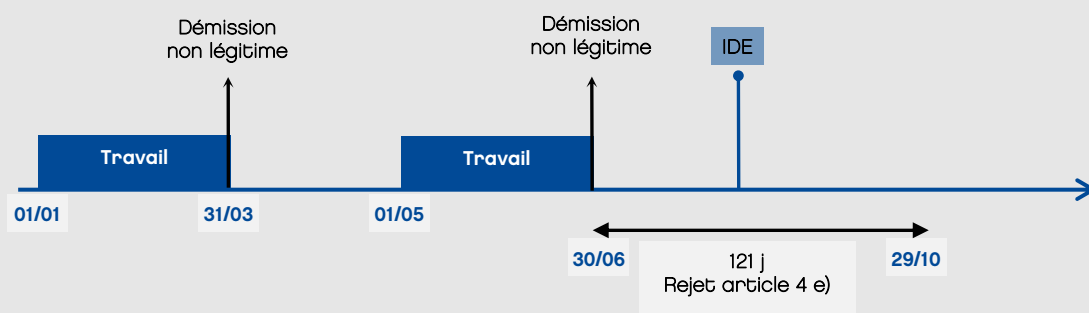 Démission
non légitime
Démission
non légitime
IDE
Travail
Travail
01/01
31/03
01/05
30/06
121 j
Rejet article 4 e)
29/10